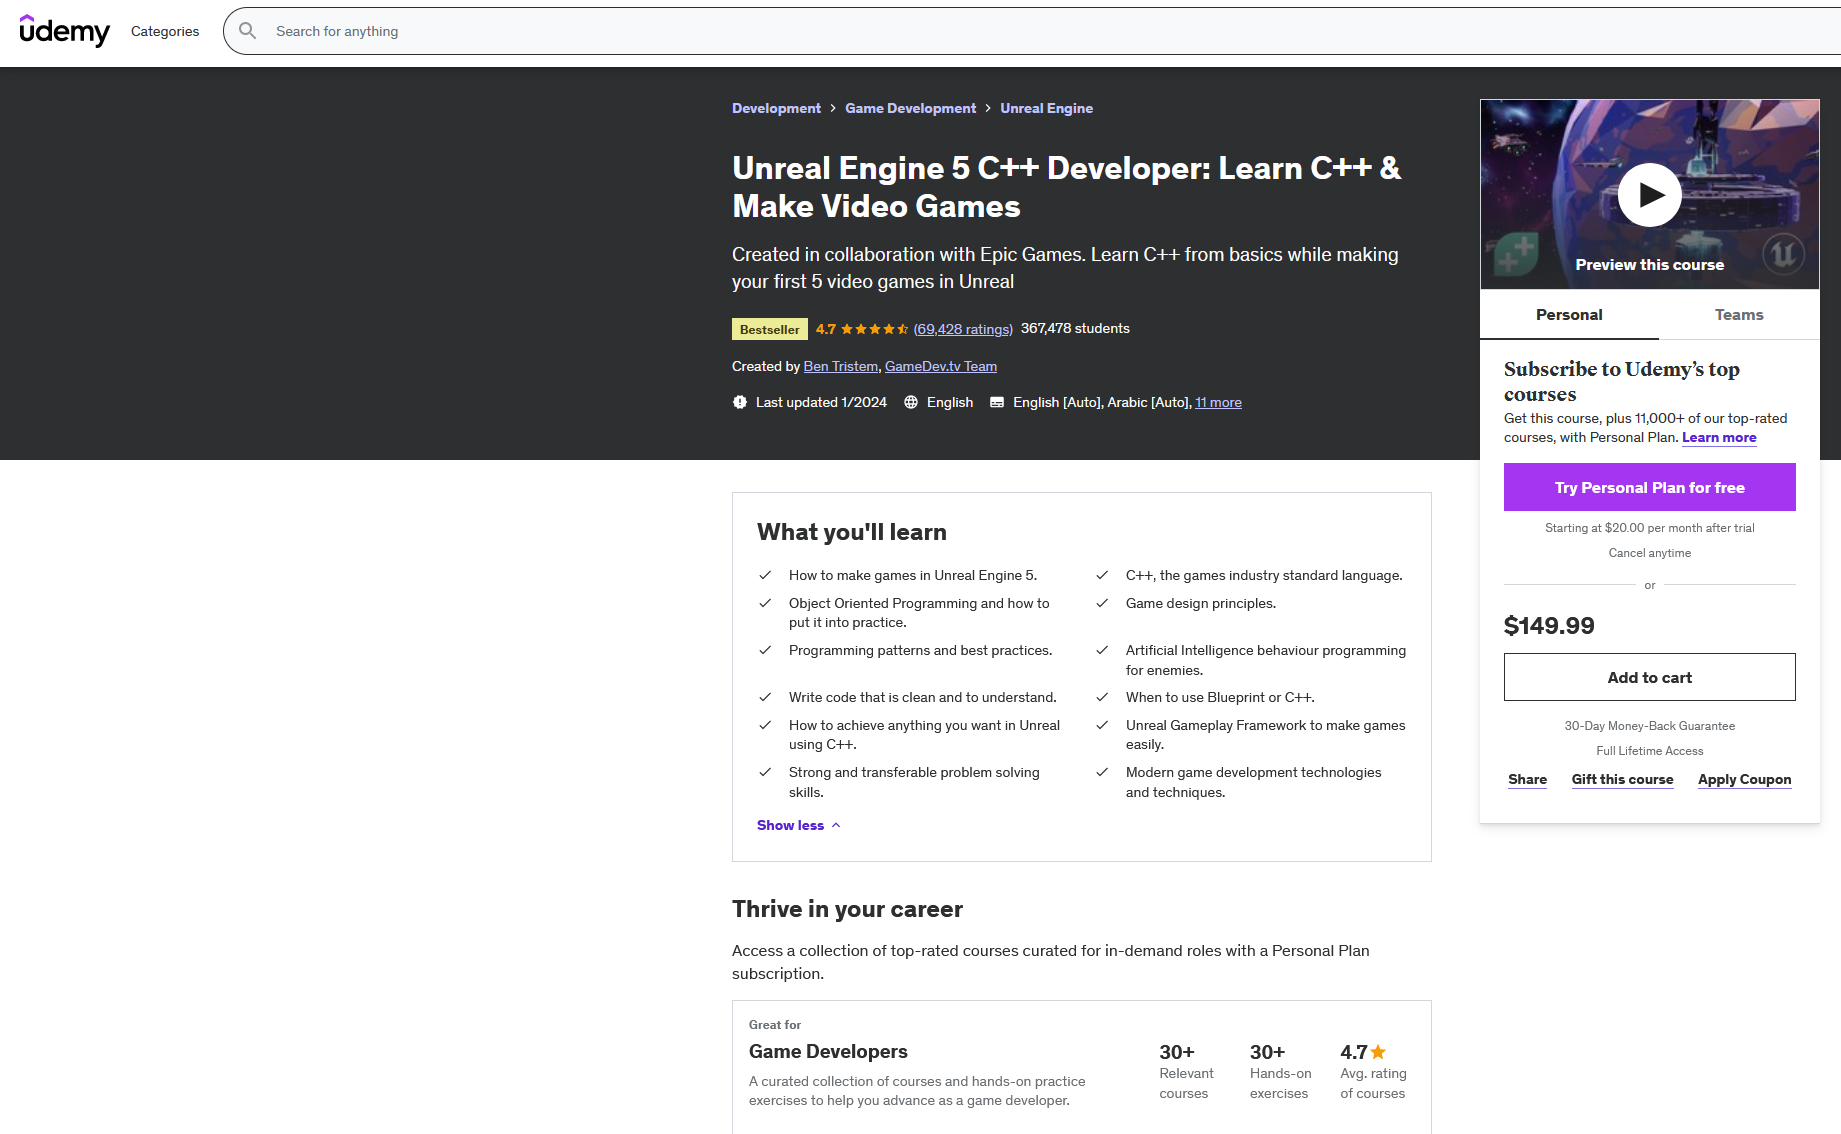 udemy
Categories
Search for anything
Development > Game Development > Unreal Engine
Unreal Engine 5 C++ Developer: Learn C++ &
Make Video Games
Created in collaboration with Epic Games. Learn C++ from basics while making
your first 5 video games in Unreal
Bestseller 4.7 (69,428 ratings) 367,478 students
Created by Ben Tristem, GameDev.tv Team
Last updated 1/2024 English English [Auto], Arabic [Auto], 11 more
Preview this course
Personal Teams
Subscribe to Udemy's top
courses
Get this course, plus 11,000+ of our top-rated
courses, with Personal Plan. Learn more
Try Personal Plan for free
Starting at $20.00 per month after trial
Cancel anytime
or
$149.99
Add to cart
30-Day Money-Back Guarantee
Full Lifetime Access
Share Gift this course Apply Coupon
What you'll learn
How to make games in Unreal Engine 5.
C++, the games industry standard language.
Object Oriented Programming and how to
put it into practice.
Game design principles.
Programming patterns and best practices.
Artificial Intelligence behaviour programming
for enemies.
Write code that is clean and to understand.
When to use Blueprint or C++.
How to achieve anything you want in Unreal
using C++.
Unreal Gameplay Framework to make games
easily.
Strong and transferable problem solving
skills.
Modern game development technologies
and techniques.
Show less
Thrive in your career
Access a collection of top-rated courses curated for in-demand roles with a Personal Plan
subscription.
Great for
Game Developers
A curated collection of courses and hands-on practice
exercises to help you advance as a game developer.
30+
Relevant
courses
30+
Hands-on
exercises
4.7
Avg. rating
of courses